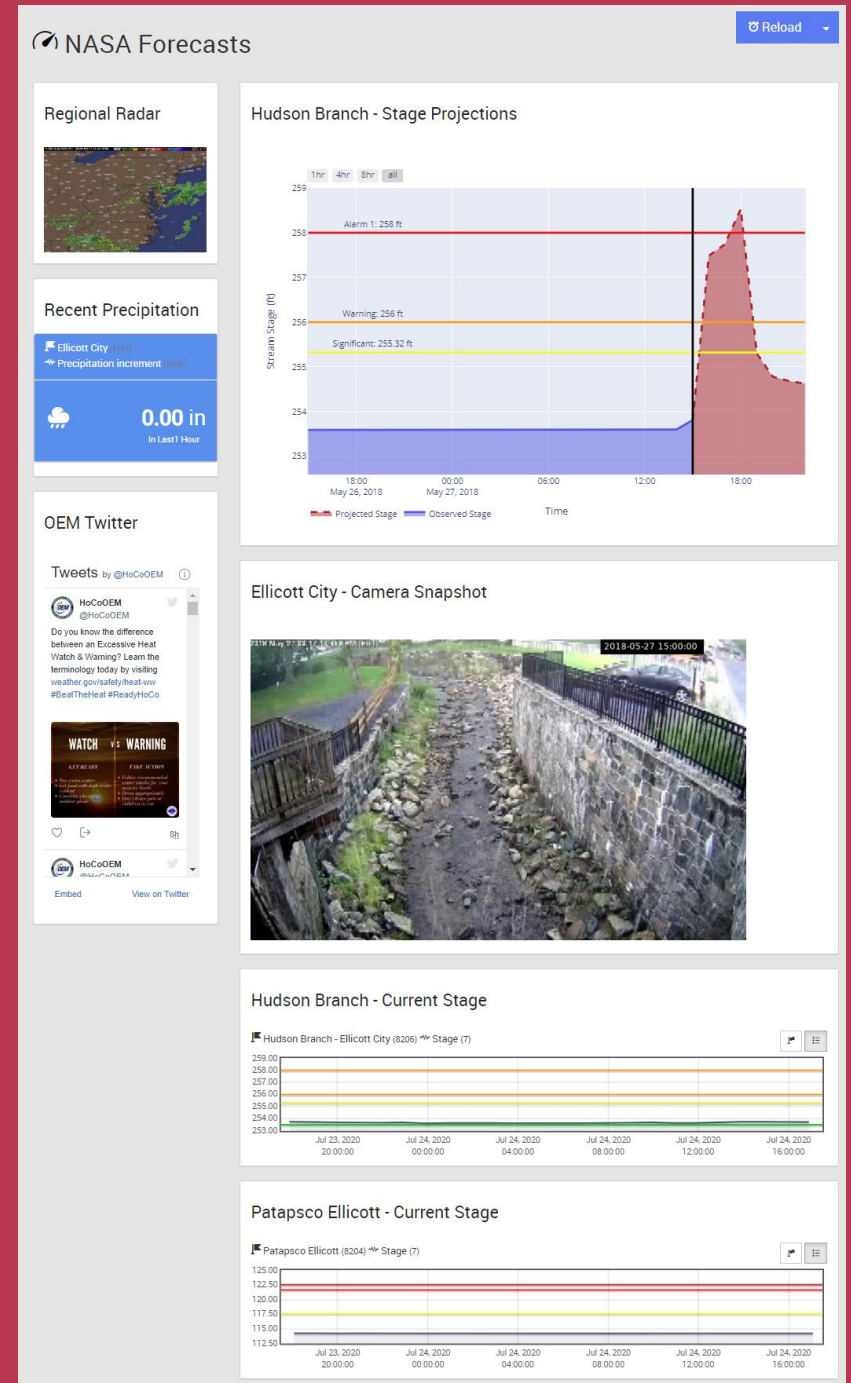 NASA Forecasts
Reload
Regional Radar
Recent Precipitation
Ellicott City
Precipitation increment
0.00 in
In Last1 Hour
OEM Twitter
Tweets by @HoCoOEM
HoCoOEM
@HoCoOEM
Do you know the difference
between an Excessive Heat
Watch & Warning? Learn the
terminology today by visiting
weather.gov/safety/heat-ww
#BeatTheHeat #ReadyHoCo
WATCH VS WARNING
GET READY TAKE ACTION
8h
HoCoOEM
@HoCoOEM
Embed View on Twitter
Hudson Branch - Stage Projections
1hr 4hr 8hr all
259
Alarm 1: 258 ft
258
257
Warning: 256 ft
256
Significant: 255.32 ft
255
254
253
Stream Stage (ft)
18:00 00:00 06:00 12:00 18:00
May 26, 2018 May 27, 2018
Time
Projected Stage Observed Stage
Ellicott City - Camera Snapshot
2018-05-27 15:00:00
Hudson Branch - Current Stage
Hudson Branch - Ellicott City (8206) Stage (7)
259.00
258.00
257.00
256.00
255.00
254.00
253.00
Jul 23, 2020 Jul 24, 2020 Jul 24, 2020 Jul 24, 2020 Jul 24, 2020 Jul 24, 2020
20:00:00 00:00:00 04:00:00 08:00:00 12:00:00 16:00:00
Patapsco Ellicott - Current Stage
Patapsco Ellicott (8204) Stage (7)
125.00
122.50
120.00
117.50
115.00
112.50
Jul 23, 2020 Jul 24, 2020 Jul 24, 2020 Jul 24, 2020 Jul 24, 2020 Jul 24, 2020
20:00:00 00:00:00 04:00:00 08:00:00 12:00:00 16:00:00